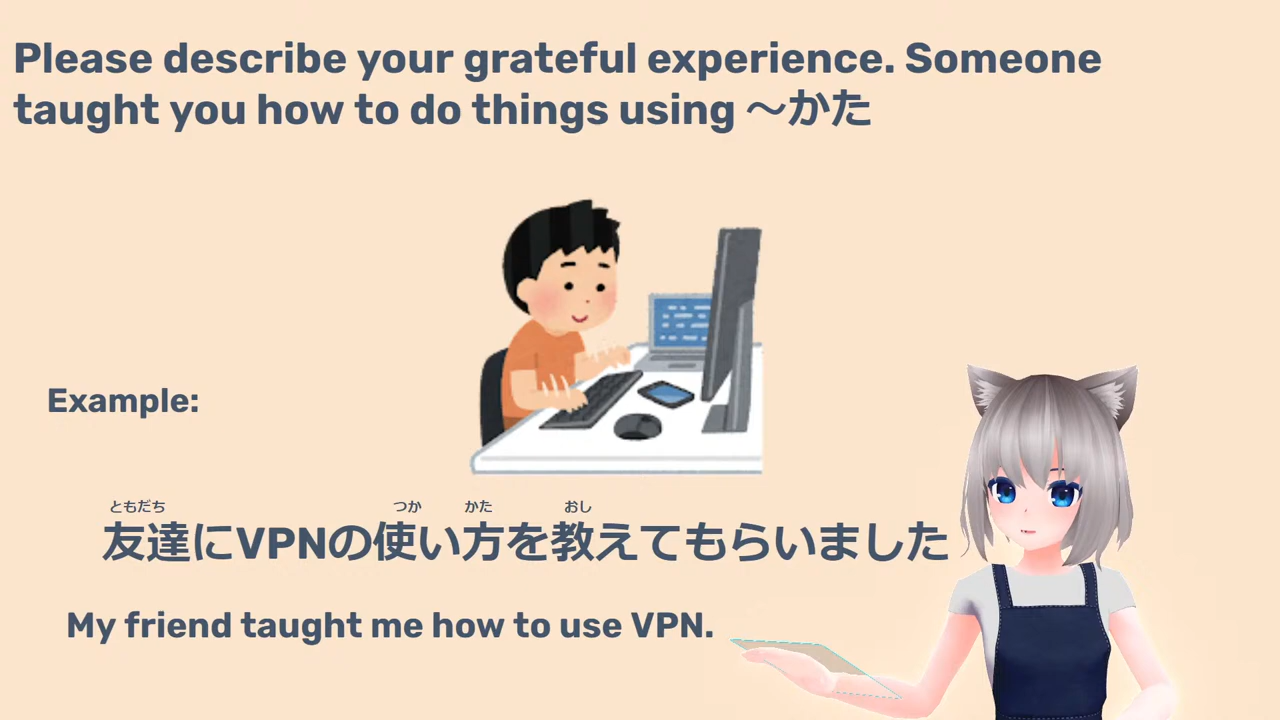 Please describe your grateful experience. Someone
taught you how to do things using 〜かた
Example:
ともだち つか かた おし
友達にVPNの使い方を教えてもらいました
My friend taught me how to use VPN.